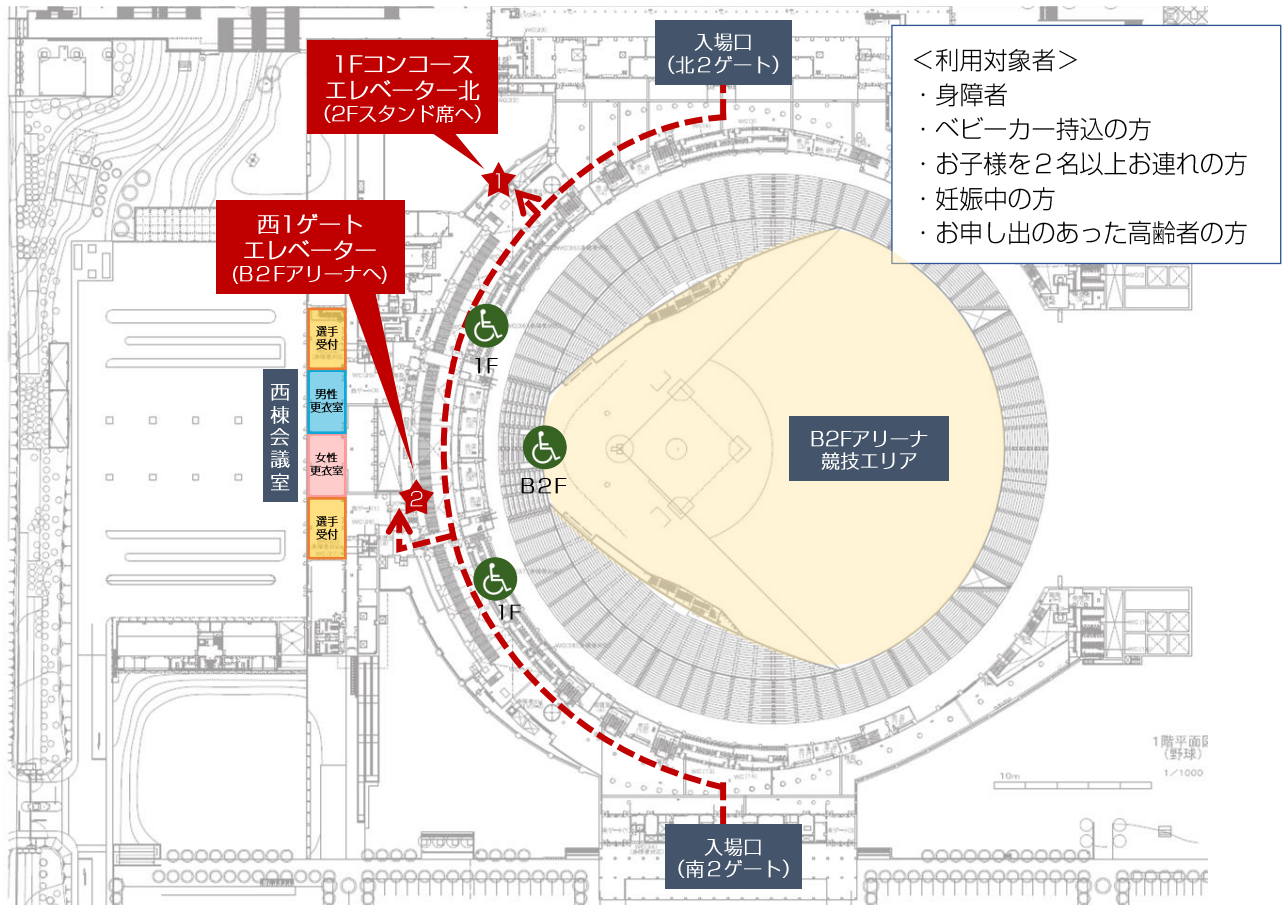 入場口
(北2ゲート)
1Fコンコース
エレベーター北
(2Fスタンド席へ)
1
西1ゲート
エレベーター
(B2Fアリーナへ)
2
＜利用対象者＞
・身障者
・ベビーカー持込の方
・お子様を２名以上お連れの方
・妊娠中の方
・お申し出のあった高齢者の方
西棟会議室
選手
受付
男性
更衣室
女性
更衣室
選手
受付
1F
B2F
1F
B2Fアリーナ
競技エリア
入場口
(南2ゲート)
1階平面図
(野球)
1/1000
10m